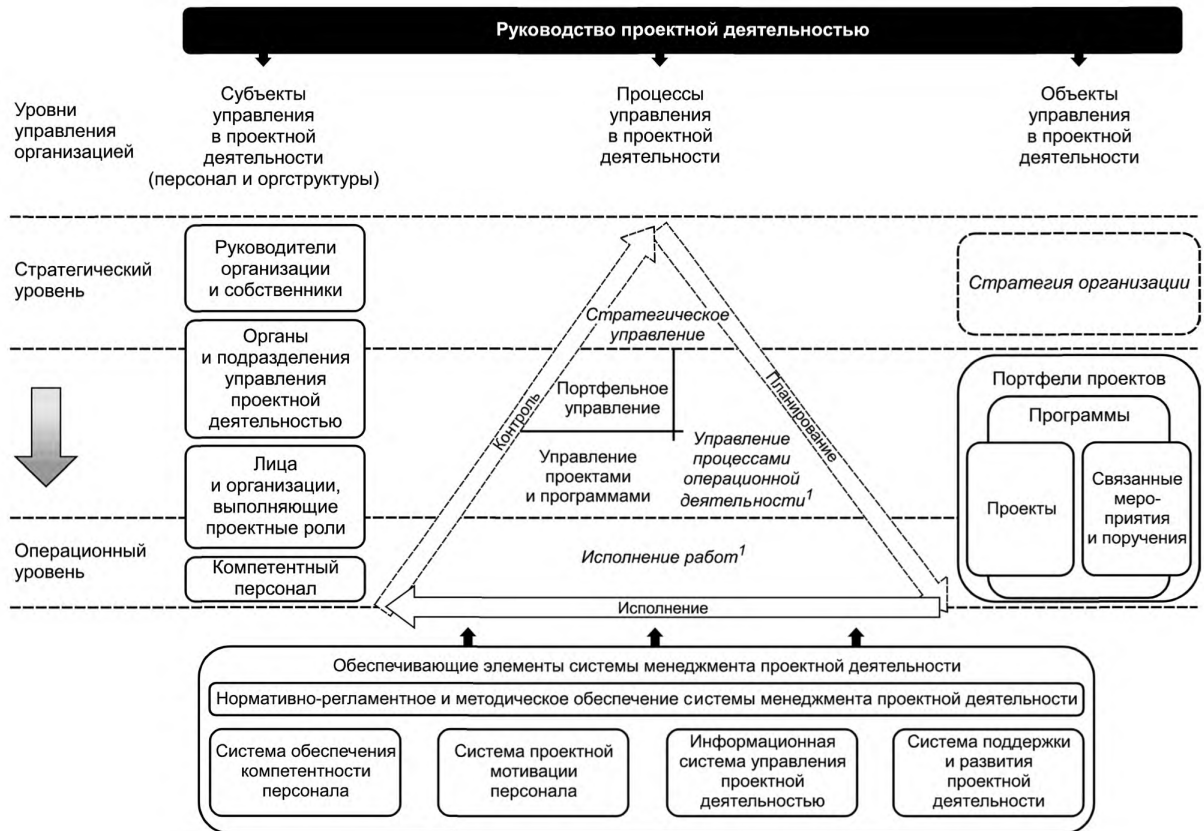 Руководство проектной деятельностью
Уровни
управления
организацией
Субъекты
управления
в проектной
деятельности
(персонал и оргструктуры)
Процессы
управления
в проектной
деятельности
Объекты
управления
в проектной
деятельности
Стратегический
уровень
Руководители
организации
и собственники
Стратегическое
управление
Стратегия организации
Органы
и подразделения
управления
проектной
деятельностью
Контроль
Портфельное
управление
Планирование
Управление
проектами
и программами
Управление
процессами
операционной
деятельности¹
Портфели проектов
Программы
Проекты
Связанные
меро-
приятия
и поручения
Лица
и организации,
выполняющие
проектные роли
Операционный
уровень
Компетентный
персонал
Исполнение работ¹
Исполнение
Обеспечивающие элементы системы менеджмента проектной деятельности
Нормативно-регламентное и методическое обеспечение системы менеджмента проектной деятельности
Система обеспечения
компетентности
персонала
Система проектной
мотивации
персонала
Информационная
система управления
проектной
деятельностью
Система поддержки
и развития
проектной
деятельности